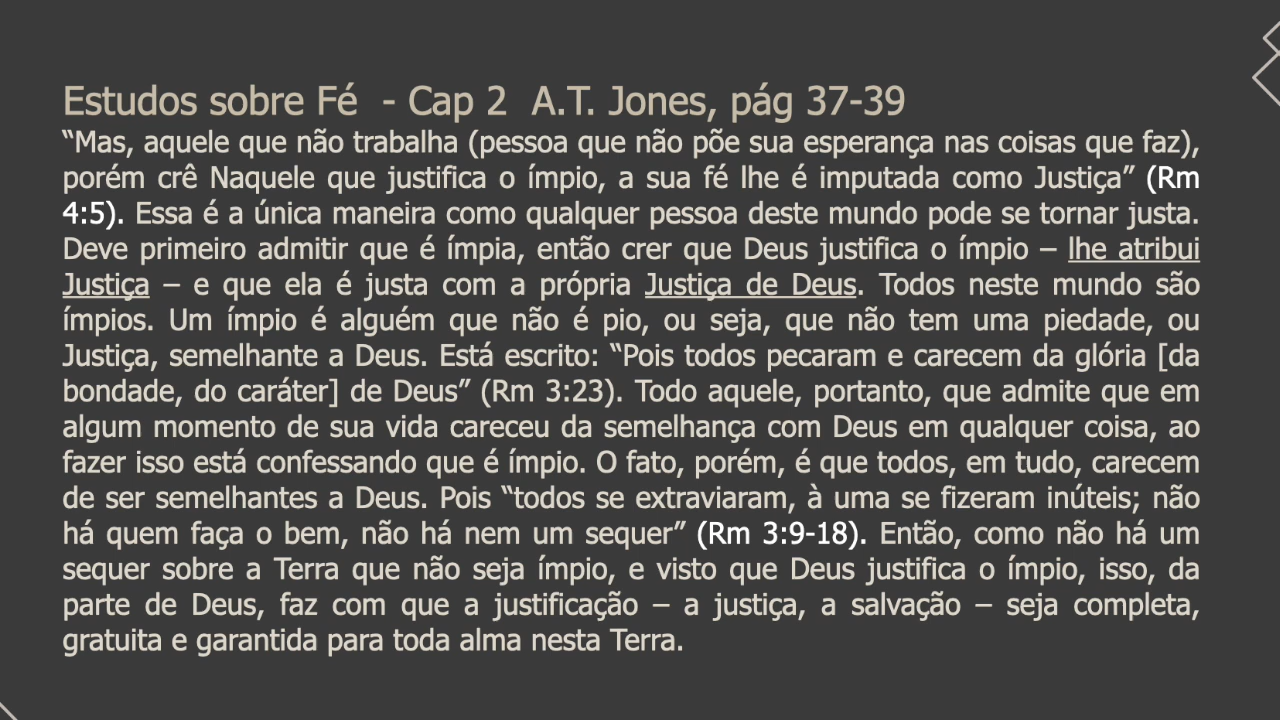 Estudos sobre Fé - Cap 2 A.T. Jones, pág 37-39
“Mas, aquele que não trabalha (pessoa que não põe sua esperança nas coisas que faz),
porém crê Naquele que justifica o ímpio, a sua fé lhe é imputada como Justiça” (Rm
4:5). Essa é a única maneira como qualquer pessoa deste mundo pode se tornar justa.
Deve primeiro admitir que é ímpia, então crer que Deus justifica o ímpio – lhe atribui
Justiça – e que ela é justa com a própria Justiça de Deus. Todos neste mundo são
ímpios. Um ímpio é alguém que não é pio, ou seja, que não tem uma piedade, ou
Justiça, semelhante a Deus. Está escrito: “Pois todos pecaram e carecem da glória [da
bondade, do caráter] de Deus” (Rm 3:23). Todo aquele, portanto, que admite que em
algum momento de sua vida careceu da semelhança com Deus em qualquer coisa, ao
fazer isso está confessando que é ímpio. O fato, porém, é que todos, em tudo, carecem
de ser semelhantes a Deus. Pois “todos se extraviaram, à uma se fizeram inúteis; não
há quem faça o bem, não há nem um sequer” (Rm 3:9-18). Então, como não há um
sequer sobre a Terra que não seja ímpio, e visto que Deus justifica o ímpio, isso, da
parte de Deus, faz com que a justificação – a justiça, a salvação – seja completa,
gratuita e garantida para toda alma nesta Terra.